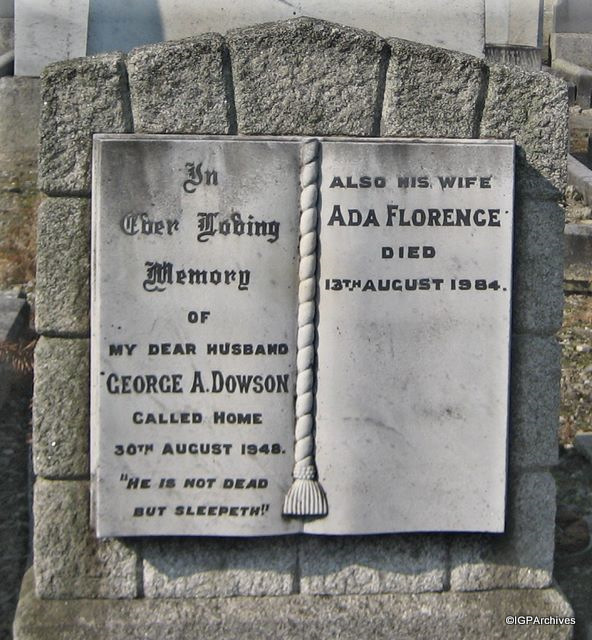 In
Ever Loving
Memory
OF
MY DEAR HUSBAND
GEORGE A. DOWSON
CALLED HOME
30TH AUGUST 1948.
"HE IS NOT DEAD
BUT SLEEPETH"
ALSO HIS WIFE
ADA FLORENCE
DIED
13TH AUGUST 1984.
©IGPArchives